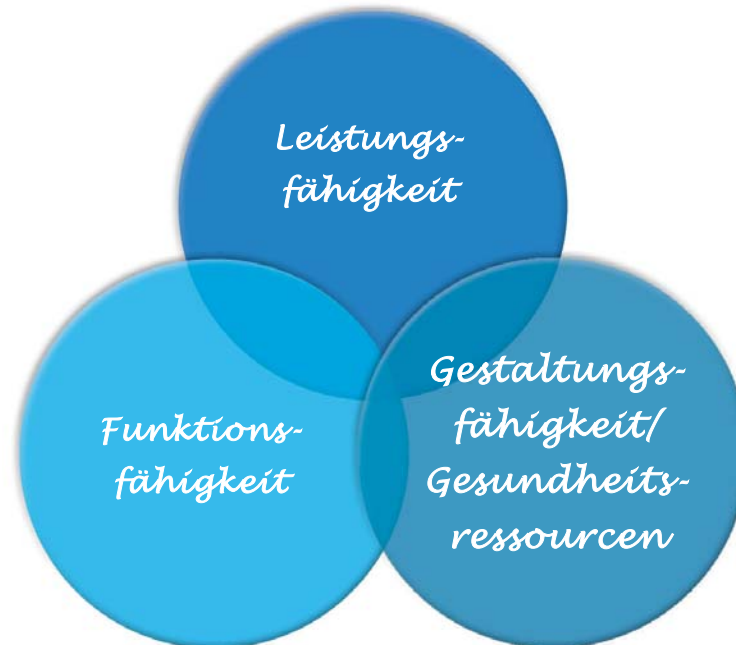 Leistungs-
fähigkeit
Gestaltungs-
fähigkeit/
Gesundheits-
ressourcen
Funktions-
fähigkeit